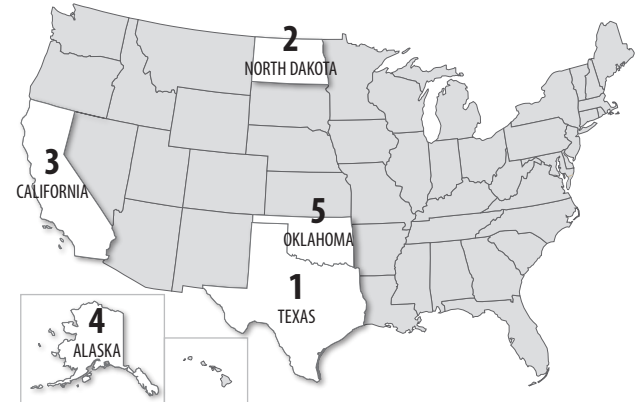 2
NORTH DAKOTA
3
CALIFORNIA
5
OKLAHOMA
1
TEXAS
4
ALASKA